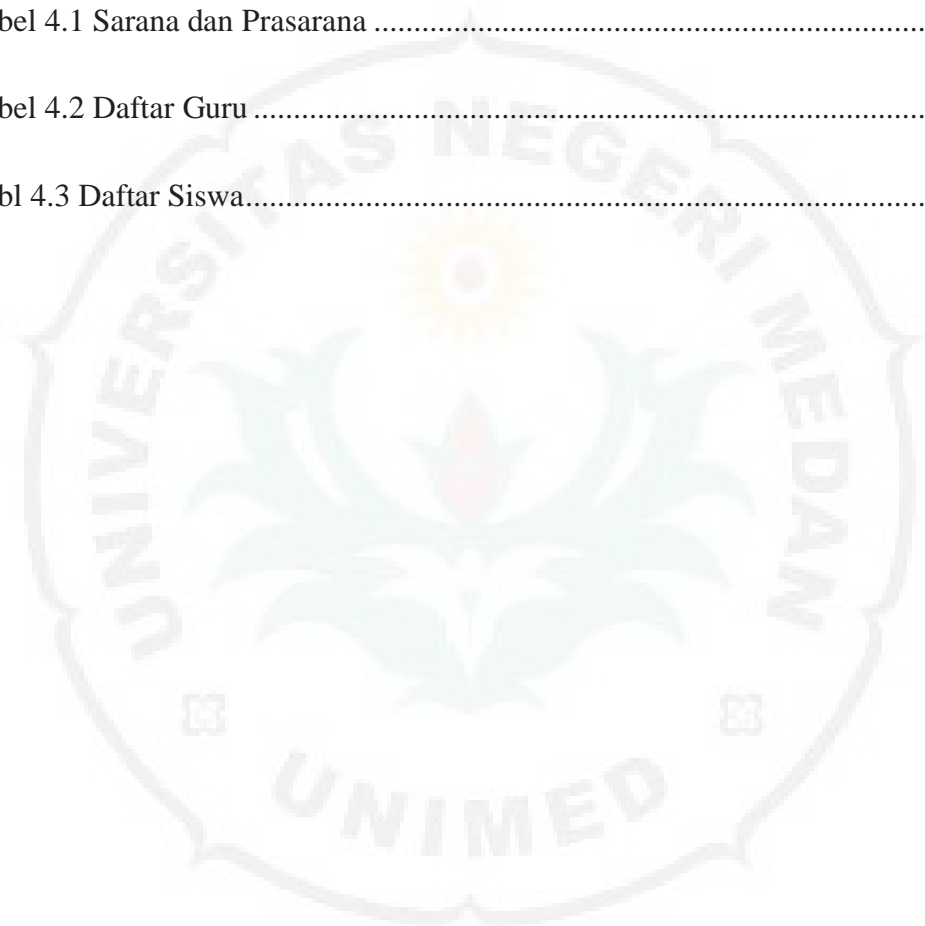 bel 4.1 Sarana dan Prasarana .....................................................................
bel 4.2 Daftar Guru ....................................................................................
bl 4.3 Daftar Siswa.....................................................................................
UNIVERSITAS NEGERI MEDAN
UNIMED